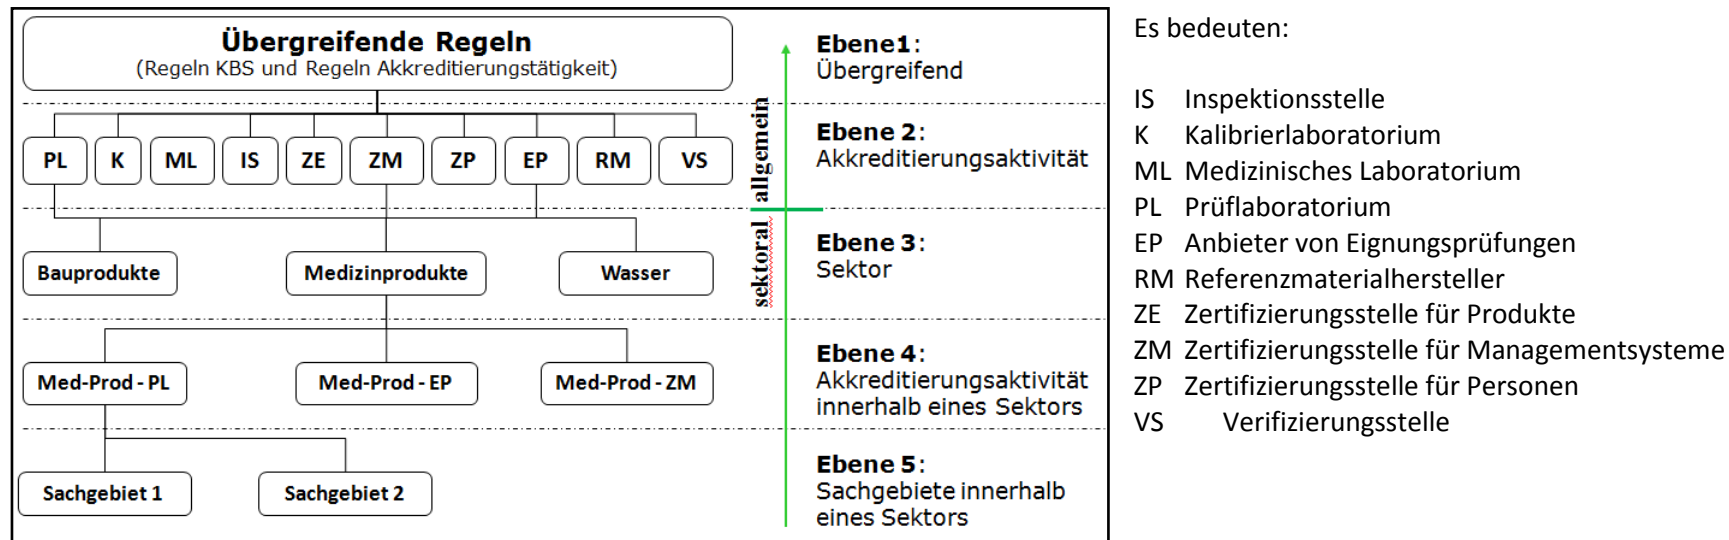 Übergreifende Regeln
(Regeln KBS und Regeln Akkreditierungstätigkeit)
Ebene1:
Übergreifend
PL K ML IS ZE ZM ZP EP RM VS
allgemein
Ebene 2:
Akkreditierungsaktivität
Bauprodukte Medizinprodukte Wasser
sektoral
Ebene 3:
Sektor
Med-Prod - PL Med-Prod - EP Med-Prod - ZM
Ebene 4:
Akkreditierungsaktivität
innerhalb eines Sektors
Sachgebiet 1 Sachgebiet 2
Ebene 5:
Sachgebiete innerhalb
eines Sektors
Es bedeuten:
IS Inspektionsstelle
K Kalibrierlaboratorium
ML Medizinisches Laboratorium
PL Prüflaboratorium
EP Anbieter von Eignungsprüfungen
RM Referenzmaterialhersteller
ZE Zertifizierungsstelle für Produkte
ZM Zertifizierungsstelle für Managementsysteme
ZP Zertifizierungsstelle für Personen
VS Verifizierungsstelle